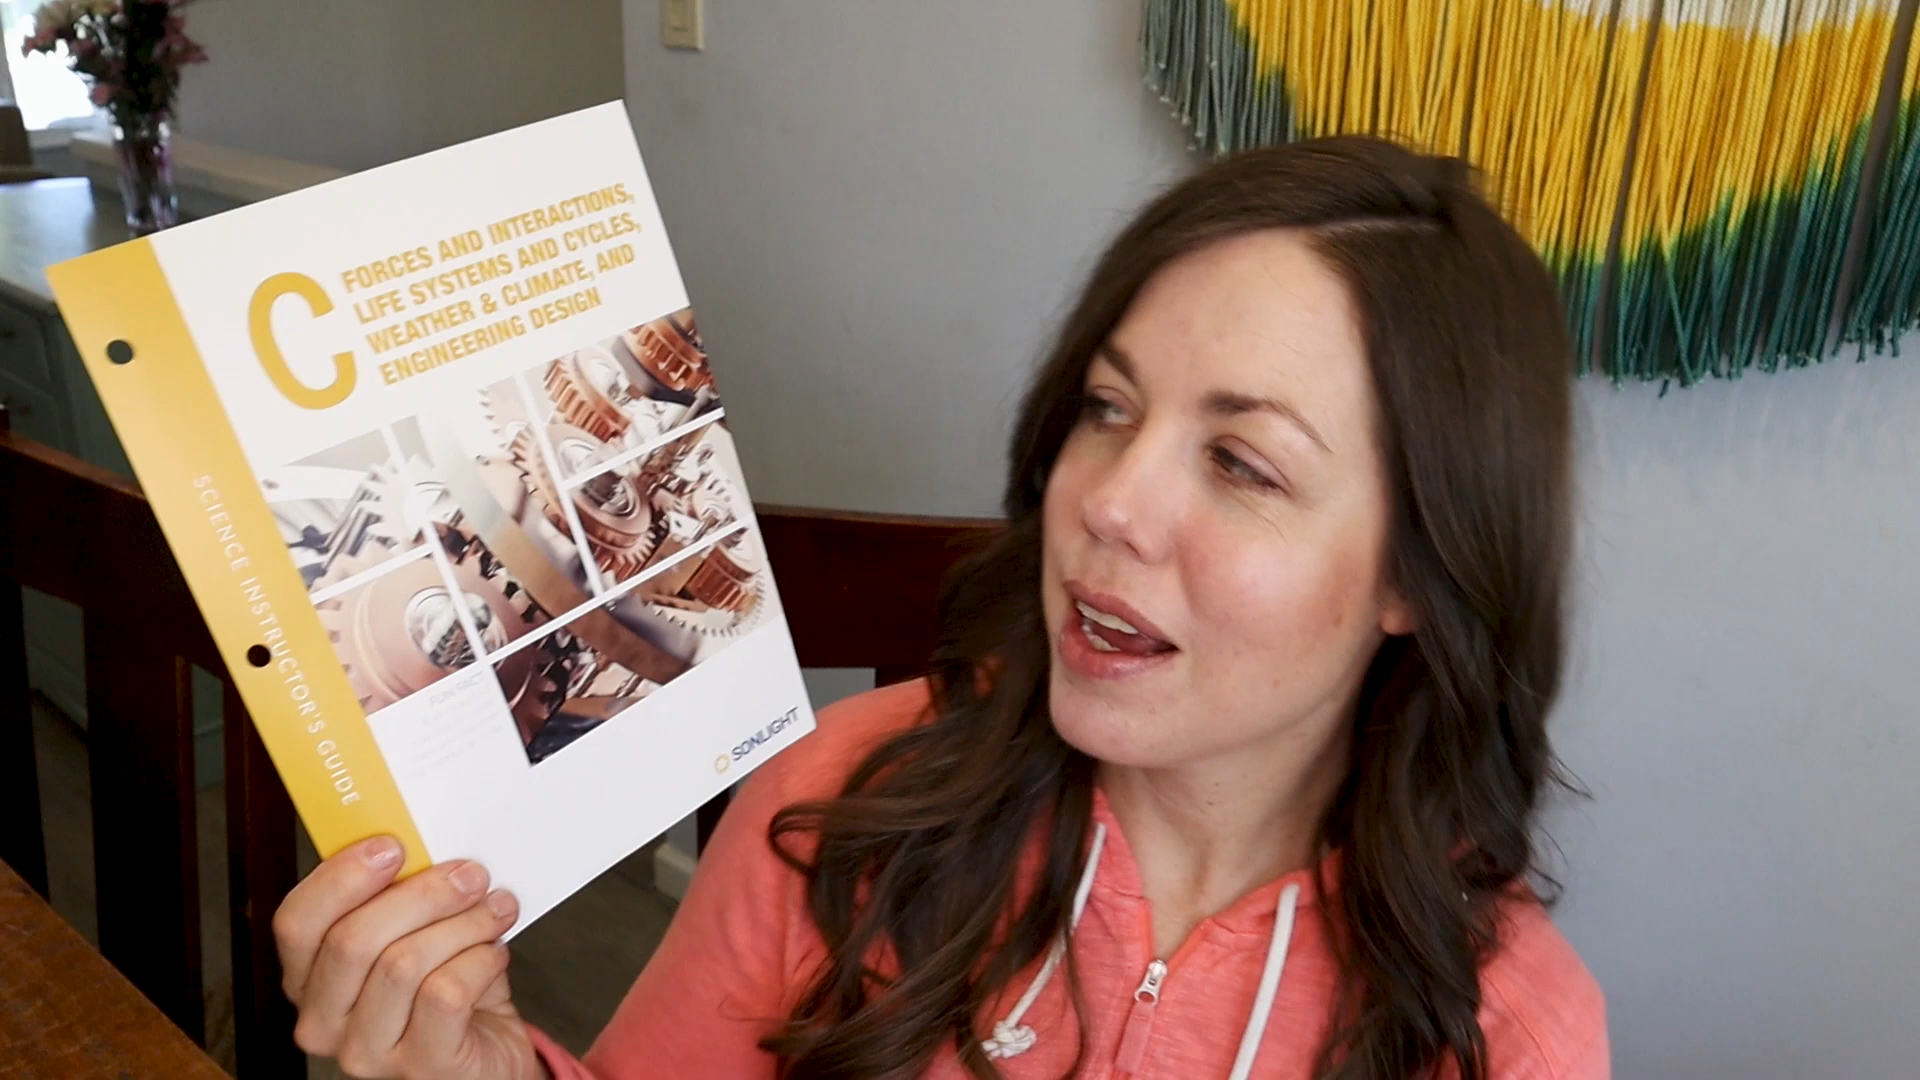 C
FORCES AND INTERACTIONS,
LIFE SYSTEMS AND CYCLES,
WEATHER & CLIMATE, AND
ENGINEERING DESIGN
SCIENCE INSTRUCTOR'S GUIDE
FUN FACT
SONLIGHT